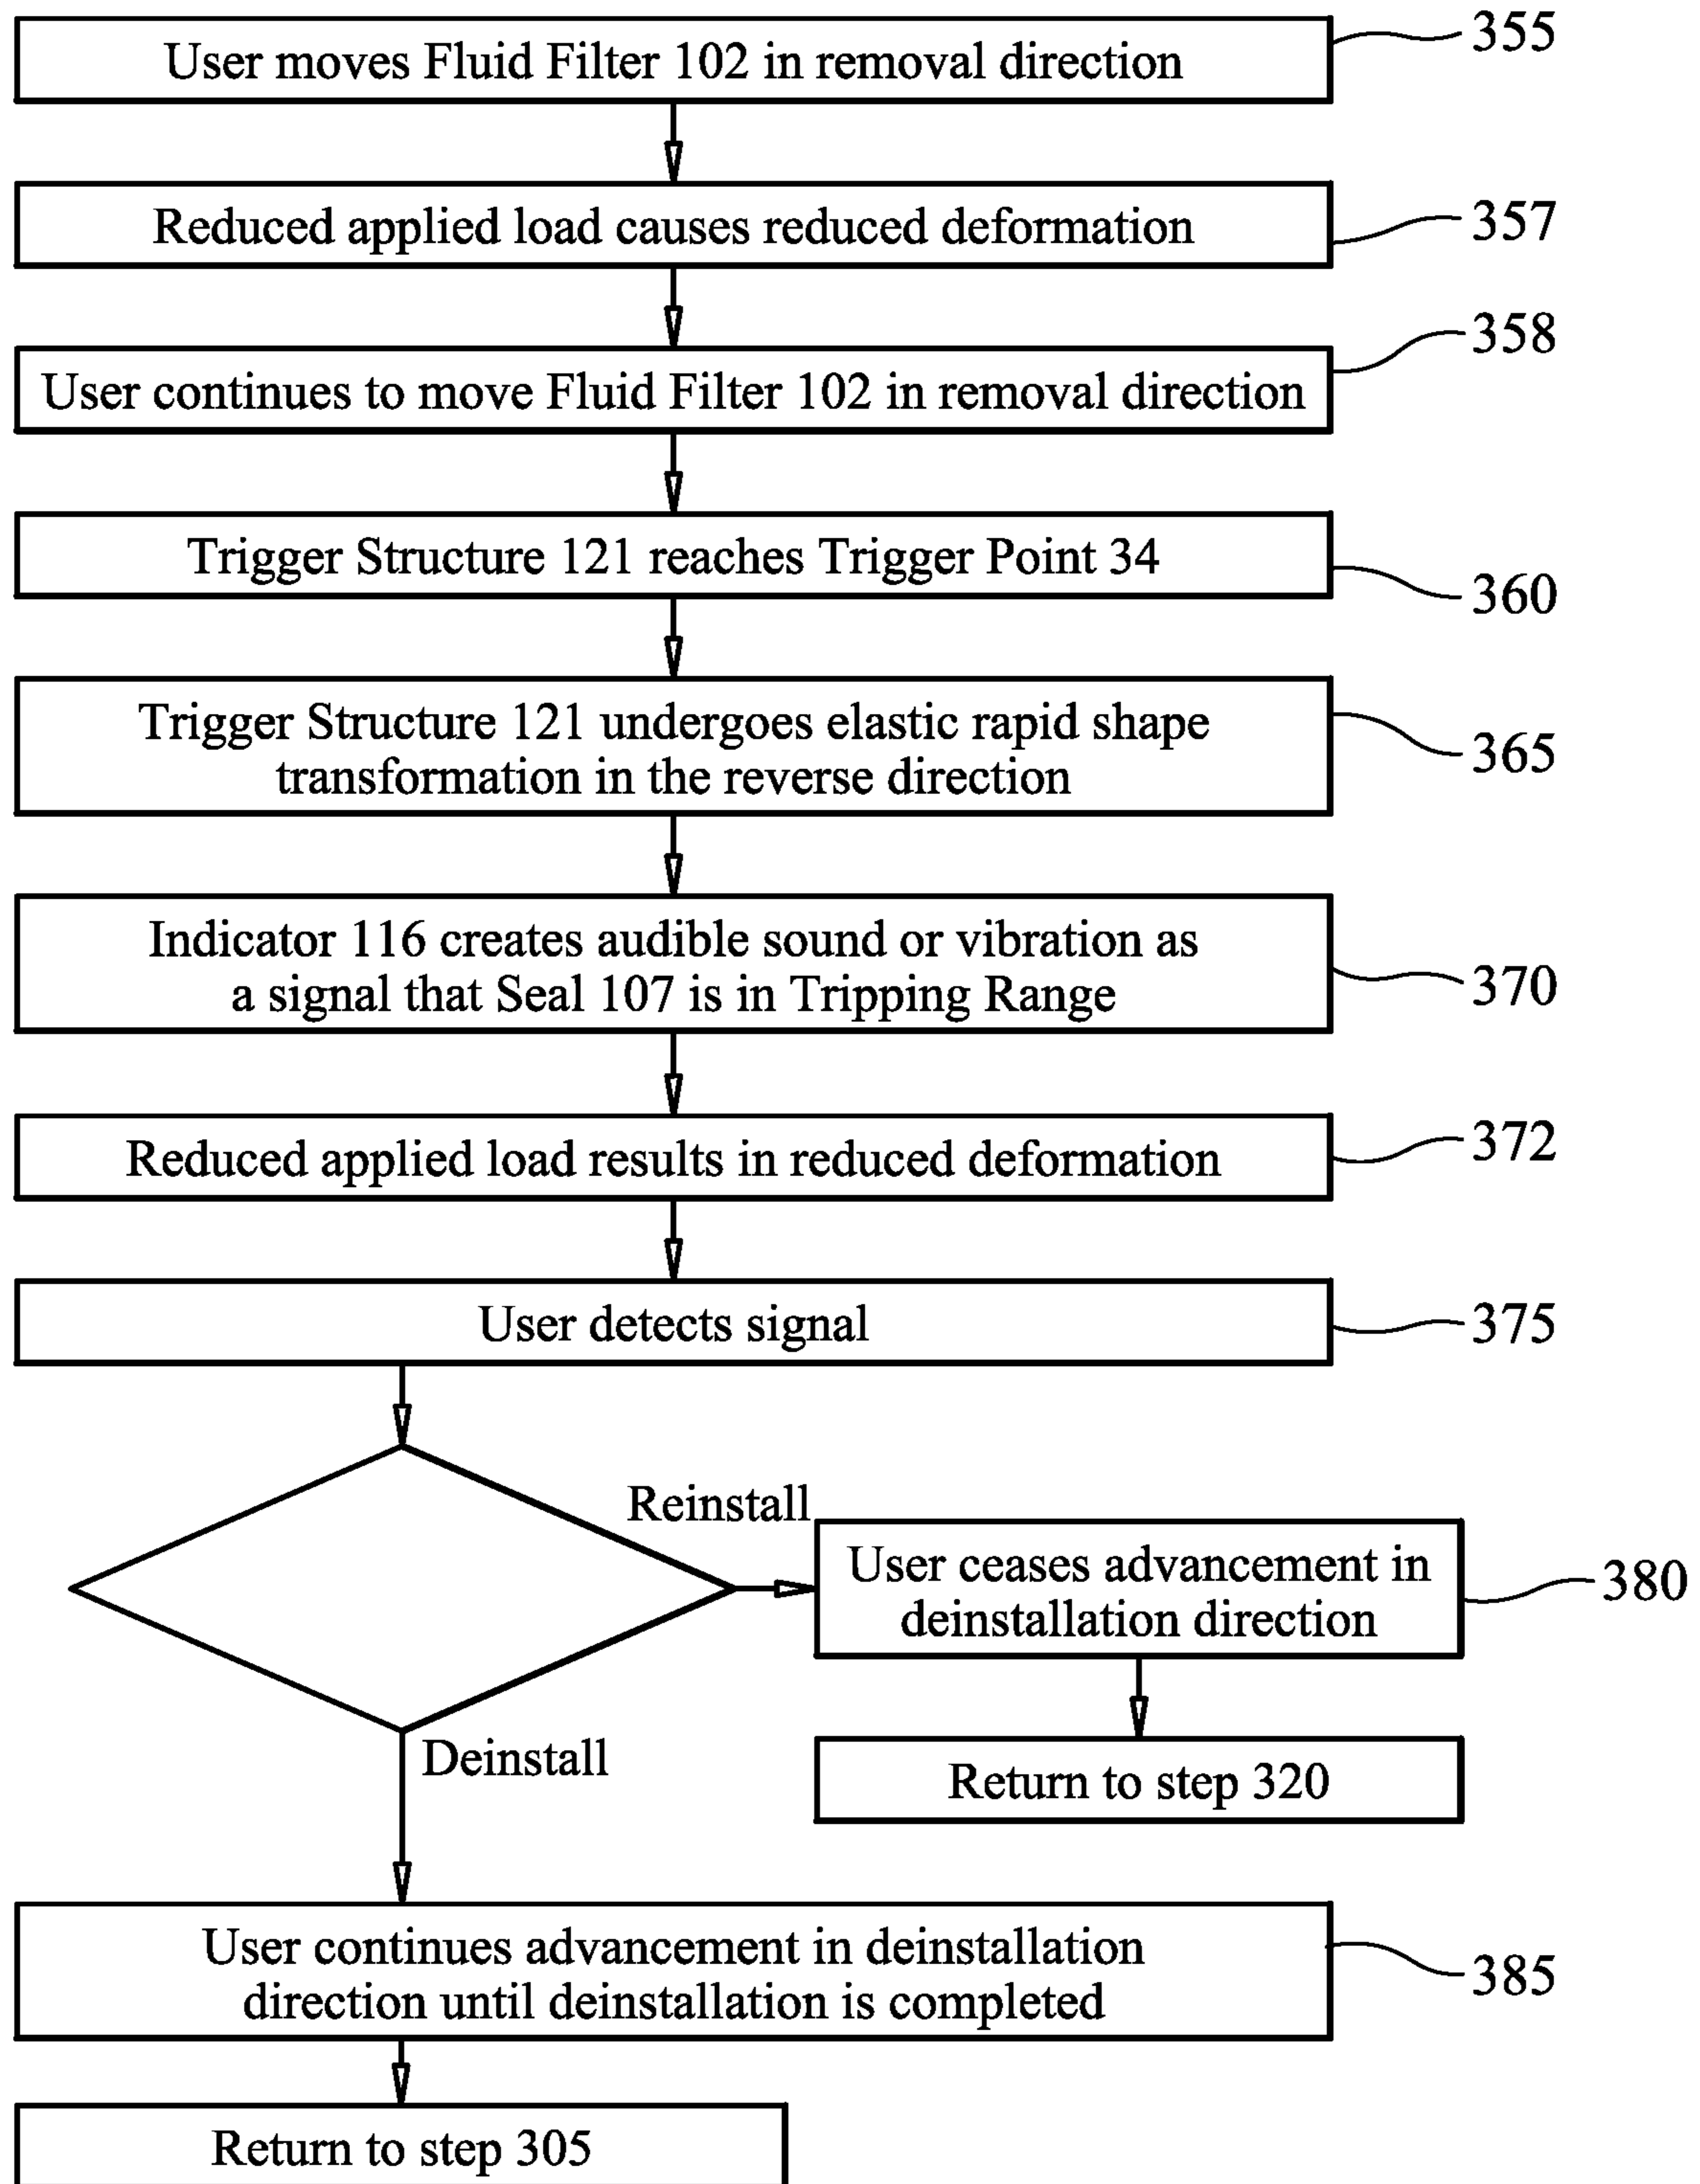 User moves Fluid Filter 102 in removal direction
355
Reduced applied load causes reduced deformation
357
User continues to move Fluid Filter 102 in removal direction
358
Trigger Structure 121 reaches Trigger Point 34
360
Trigger Structure 121 undergoes elastic rapid shape
transformation in the reverse direction
365
Indicator 116 creates audible sound or vibration as
a signal that Seal 107 is in Tripping Range
370
Reduced applied load results in reduced deformation
372
User detects signal
375
Reinstall
User ceases advancement in
deinstallation direction
380
Return to step 320
Deinstall
User continues advancement in deinstallation
direction until deinstallation is completed
385
Return to step 305